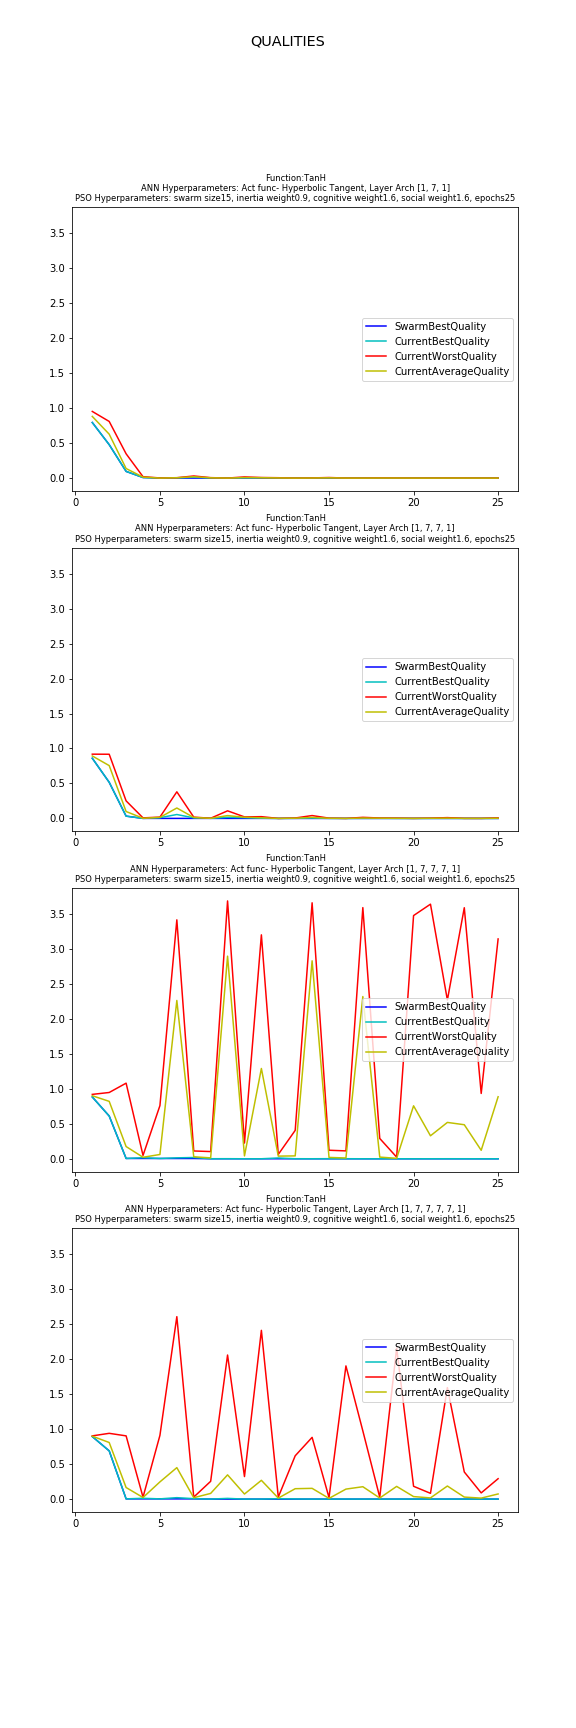 QUALITIES
Function:TanH
ANN Hyperparameters: Act func- Hyperbolic Tangent, Layer Arch [1, 7, 1]
PSO Hyperparameters: swarm size15, inertia weight0.9, cognitive weight1.6, social weight1.6, epochs25
3.5
3.0
2.5
2.0
1.5
1.0
0.5
0.0
SwarmBestQuality
CurrentBestQuality
CurrentWorstQuality
CurrentAverageQuality
0 5 10 15 20 25
Function:TanH
ANN Hyperparameters: Act func- Hyperbolic Tangent, Layer Arch [1, 7, 7, 1]
PSO Hyperparameters: swarm size15, inertia weight0.9, cognitive weight1.6, social weight1.6, epochs25
3.5
3.0
2.5
2.0
1.5
1.0
0.5
0.0
SwarmBestQuality
CurrentBestQuality
CurrentWorstQuality
CurrentAverageQuality
0 5 10 15 20 25
Function:TanH
ANN Hyperparameters: Act func- Hyperbolic Tangent, Layer Arch [1, 7, 7, 7, 1]
PSO Hyperparameters: swarm size15, inertia weight0.9, cognitive weight1.6, social weight1.6, epochs25
3.5
3.0
2.5
2.0
1.5
1.0
0.5
0.0
SwarmBestQuality
CurrentBestQuality
CurrentWorstQuality
CurrentAverageQuality
0 5 10 15 20 25
Function:TanH
ANN Hyperparameters: Act func- Hyperbolic Tangent, Layer Arch [1, 7, 7, 7, 7, 1]
PSO Hyperparameters: swarm size15, inertia weight0.9, cognitive weight1.6, social weight1.6, epochs25
3.5
3.0
2.5
2.0
1.5
1.0
0.5
0.0
SwarmBestQuality
CurrentBestQuality
CurrentWorstQuality
CurrentAverageQuality
0 5 10 15 20 25